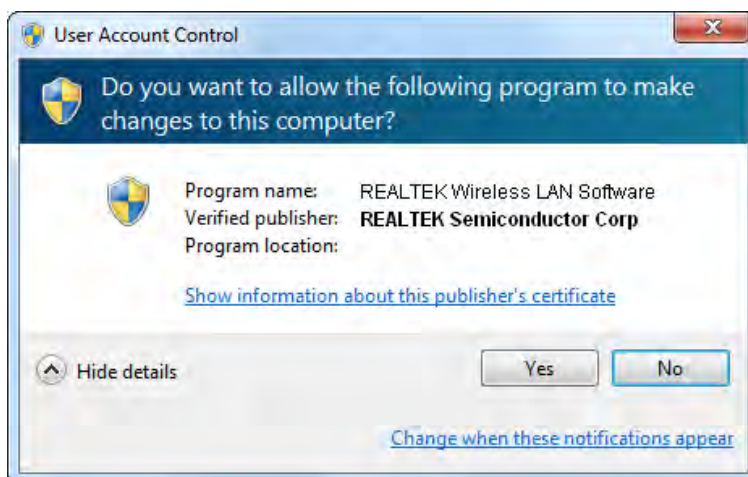 User Account Control
Do you want to allow the following program to make
changes to this computer?
Program name: REALTEK Wireless LAN Software
Verified publisher: REALTEK Semiconductor Corp
Program location:
Show information about this publisher's certificate
Hide details
Yes
No
Change when these notifications appear